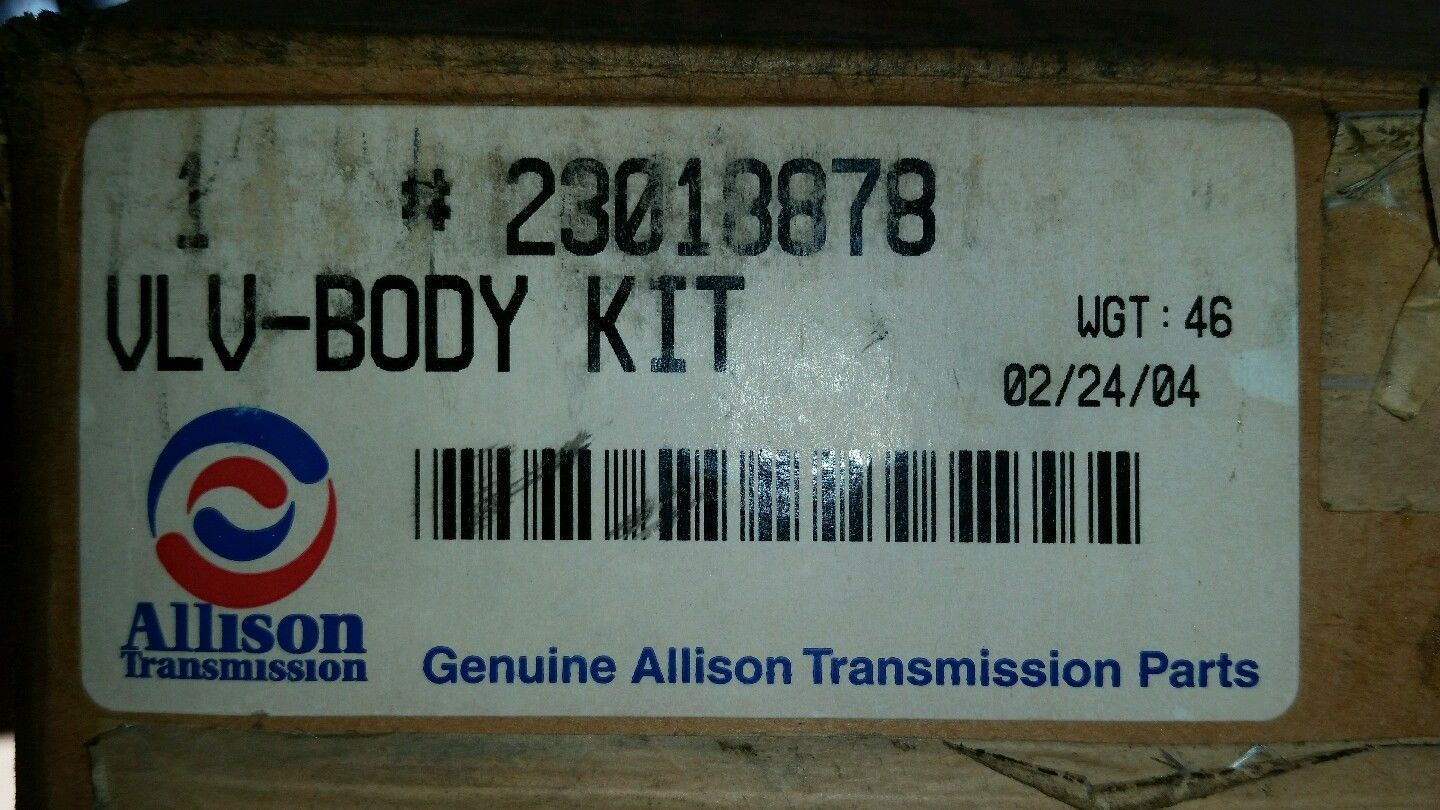 1 # 23013878
VLV-BODY KIT
WGT: 46
02/24/04
Allison
Transmission
Genuine Allison Transmission Parts